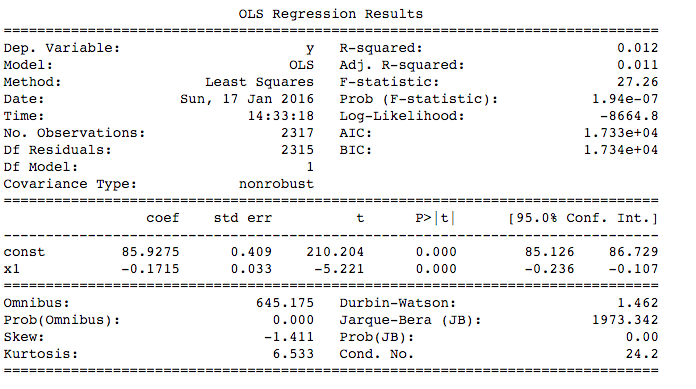 OLS Regression Results
==============================================================================
Dep. Variable: y R-squared: 0.012
Model: OLS Adj. R-squared: 0.011
Method: Least Squares F-statistic: 27.26
Date: Sun, 17 Jan 2016 Prob (F-statistic): 1.94e-07
Time: 14:33:18 Log-Likelihood: -8664.8
No. Observations: 2317 AIC: 1.733e+04
Df Residuals: 2315 BIC: 1.734e+04
Df Model: 1
Covariance Type: nonrobust
==============================================================================
coef std err t P>|t| [95.0% Conf. Int.]
------------------------------------------------------------------------------
const 85.9275 0.409 210.204 0.000 85.126 86.729
x1 -0.1715 0.033 -5.221 0.000 -0.236 -0.107
==============================================================================
Omnibus: 645.175 Durbin-Watson: 1.462
Prob(Omnibus): 0.000 Jarque-Bera (JB): 1973.342
Skew: -1.411 Prob(JB): 0.00
Kurtosis: 6.533 Cond. No. 24.2
==============================================================================